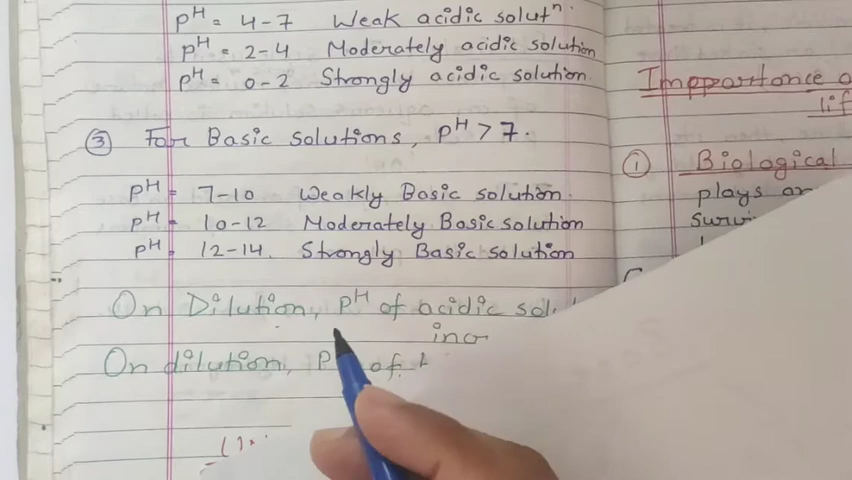 pH = 4-7 Weak acidic solutn.
pH = 2-4 Moderately acidic solution
pH = 0-2 Strongly acidic solution.
③ For Basic solutions, pH > 7.
pH = 7-10 Weakly Basic solution.
pH = 10-12 Moderately Basic solution
pH = 12-14. Strongly Basic solution
On Dilution, pH of acidic
On dilution, of
Imppartance
① Biological
plays